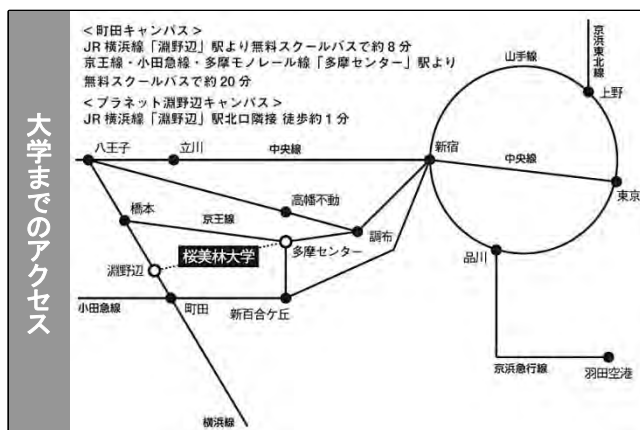 大学までのアクセス
＜町田キャンパス＞
JR横浜線「淵野辺」駅より無料スクールバスで約8分
京王線・小田急線・多摩モノレール線「多摩センター」駅より
無料スクールバスで約20分
＜プラネット淵野辺キャンパス＞
JR横浜線「淵野辺」駅北口隣接 徒歩約1分
京浜東北線
山手線
上野
八王子
立川
中央線
新宿
中央線
東京
高幡不動
橋本
京王線
調布
桜美林大学
多摩センター
品川
淵野辺
小田急線
町田
新百合ケ丘
京浜急行線
羽田空港
横浜線